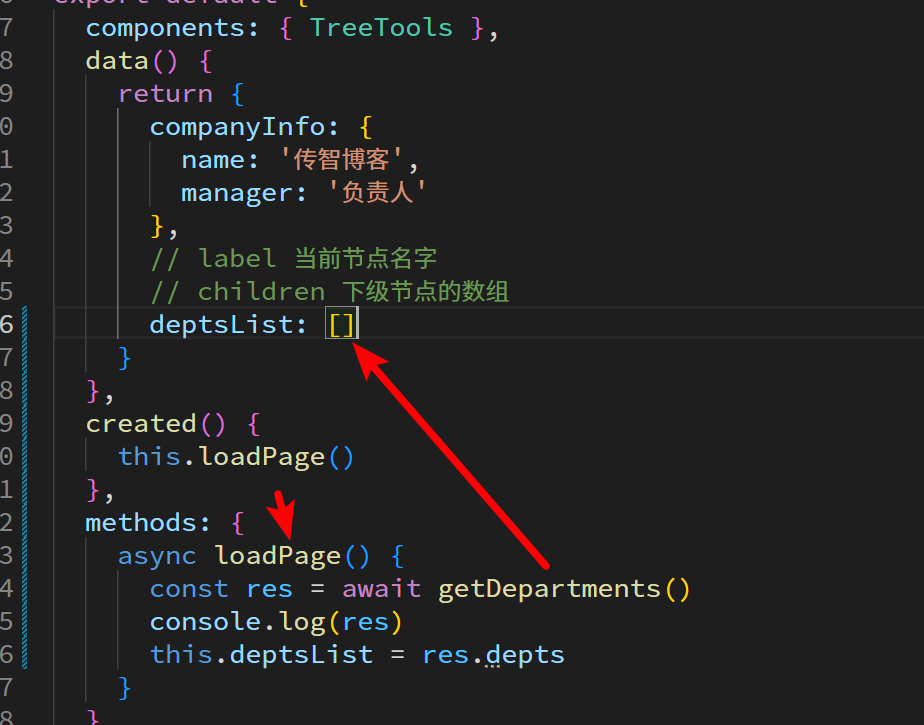 export default {
7 components: { TreeTools },
8 data() {
9 return {
0 companyInfo: {
1 name: '传智博客',
2 manager: '负责人'
3 },
4 // label 当前节点名字
5 // children 下级节点的数组
6 deptsList: []
7 }
8 },
9 created() {
0 this.loadPage()
1 },
2 methods: {
3 async loadPage() {
4 const res = await getDepartments()
5 console.log(res)
6 this.deptsList = res.depts
7 }
8 }